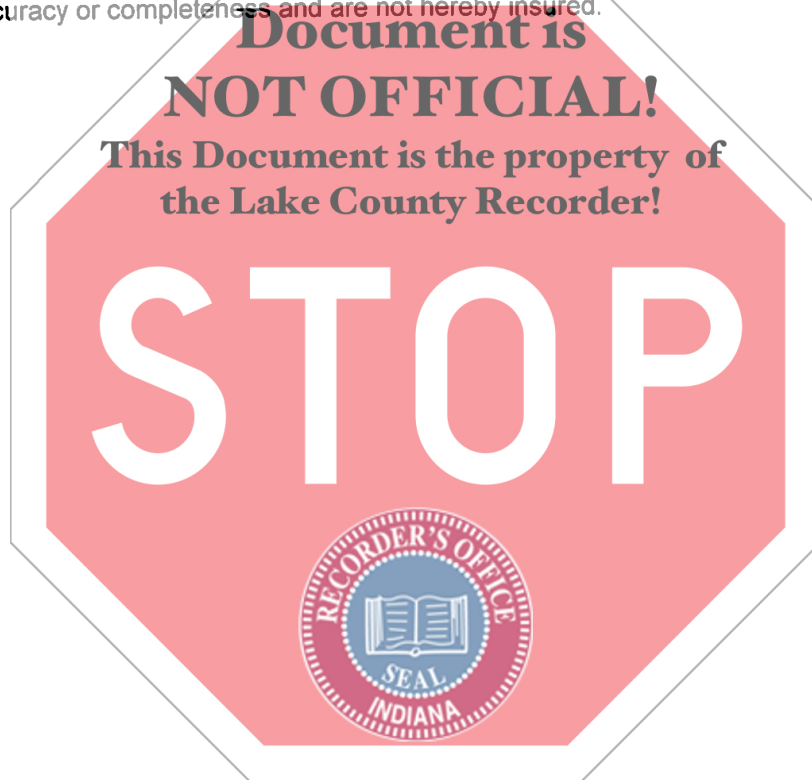 curacy or completeness and are not hereby insured.
Document is
NOT OFFICIAL!
This Document is the property of
the Lake County Recorder!
STOP
RECORDER'S OFFICE
SEAL
INDIANA